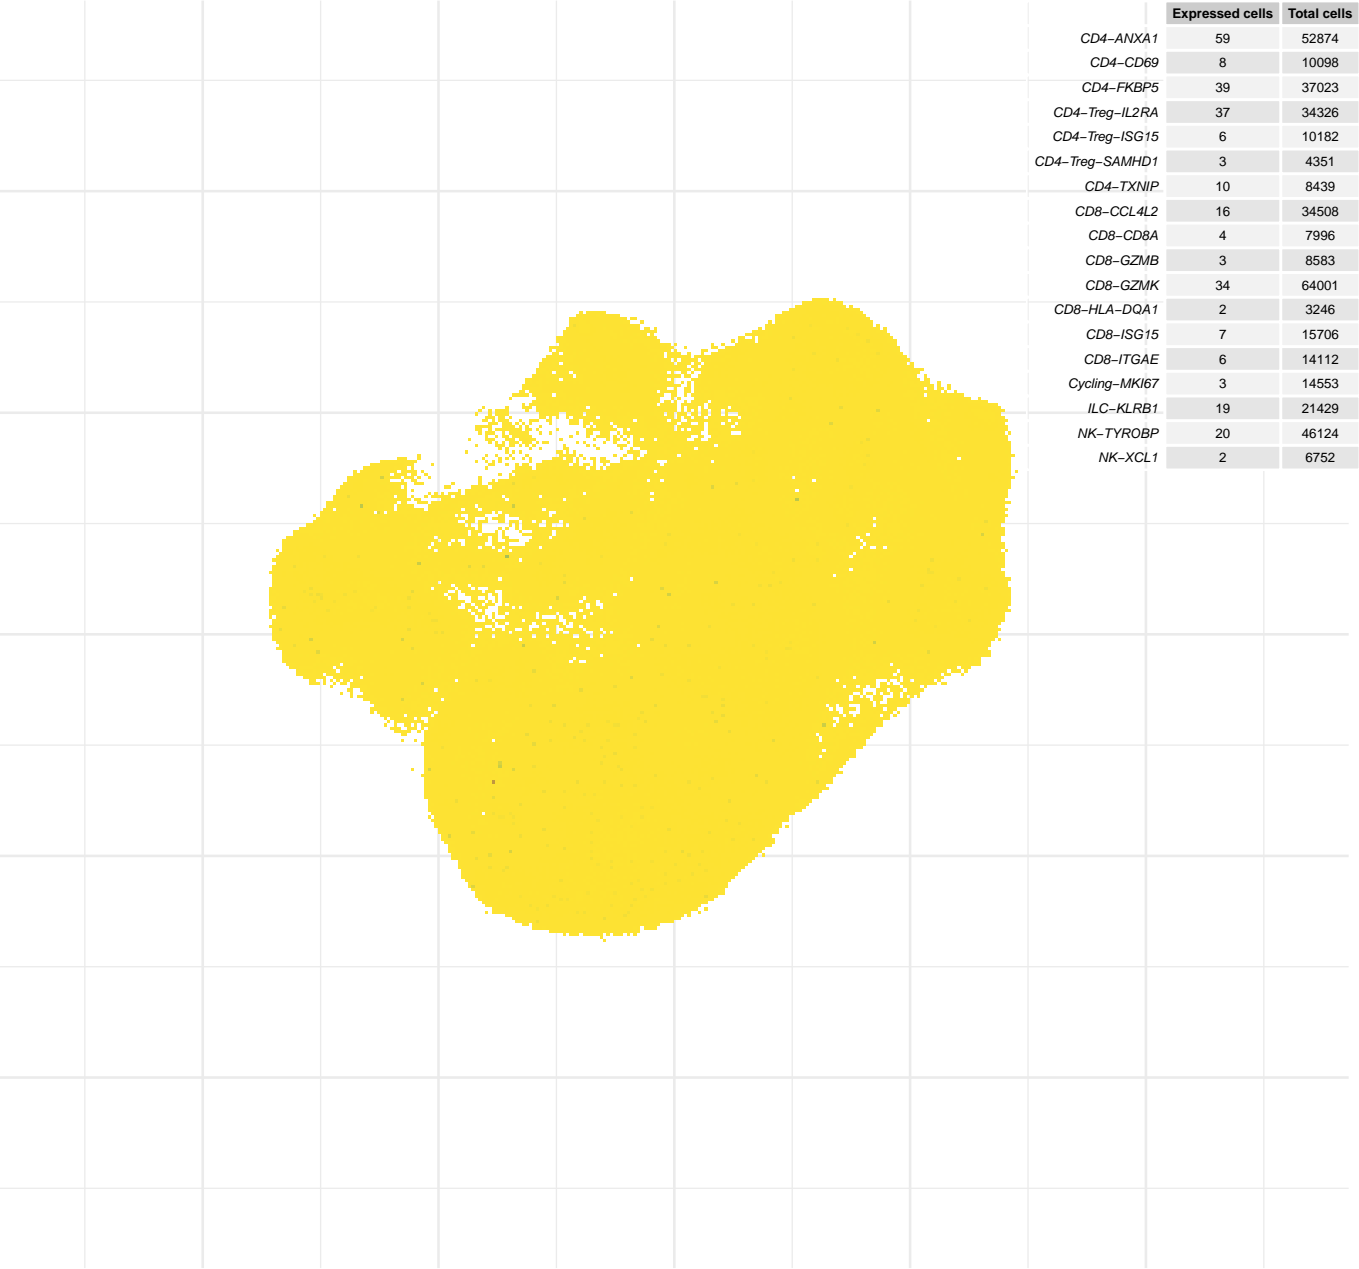 Expressed cells Total cells
CD4−ANXA1 59 52874
CD4−CD69 8 10098
CD4−FKBP5 39 37023
CD4−Treg−IL2RA 37 34326
CD4−Treg−ISG15 6 10182
CD4−Treg−SAMHD1 3 4351
CD4−TXNIP 10 8439
CD8−CCL4L2 16 34508
CD8−CD8A 4 7996
CD8−GZMB 3 8583
CD8−GZMK 34 64001
CD8−HLA−DQA1 2 3246
CD8−ISG15 7 15706
CD8−ITGAE 6 14112
Cycling−MKI67 3 14553
ILC−KLRB1 19 21429
NK−TYROBP 20 46124
NK−XCL1 2 6752